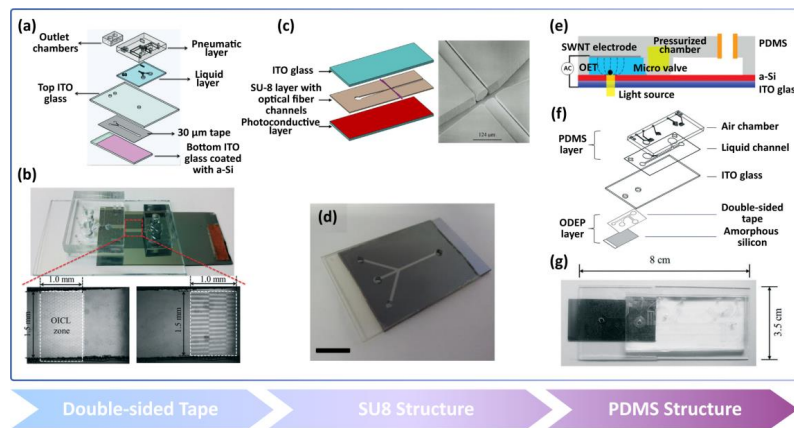 (a)
Outlet
chambers
Pneumatic
layer
Liquid
layer
Top ITO
glass
30 μm tape
Bottom ITO
glass coated
with a-Si
(b)
1.0 mm
1.0 mm
1.5 mm
OICL
zone
1.5 mm
(c)
ITO glass
SU-8 layer with
optical fiber
channels
Photoconductive
layer
124 μm
(d)
(e)
Pressurized
chamber
PDMS
SWNT electrode
AC
OET
Micro valve
a-Si
ITO glass
Light source
(f)
PDMS
layer
Air chamber
Liquid channel
ITO glass
ODEP
layer
Double-sided
tape
Amorphous
silicon
(g)
8 cm
3.5 cm
Double-sided Tape
SU8 Structure
PDMS Structure